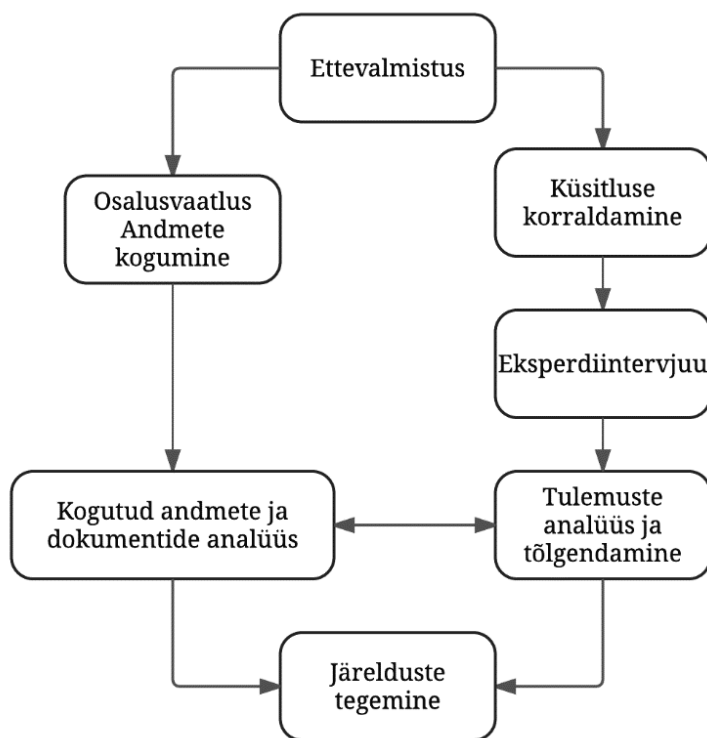 Ettevalmistus
Osalusvaatlus
Andmete
kogumine
Küsitluse
korraldamine
Eksperdiintervjuu
Kogutud andmete ja
dokumentide analüüs
Tulemuste
analüüs ja
tõlgendamine
Järelduste
tegemine